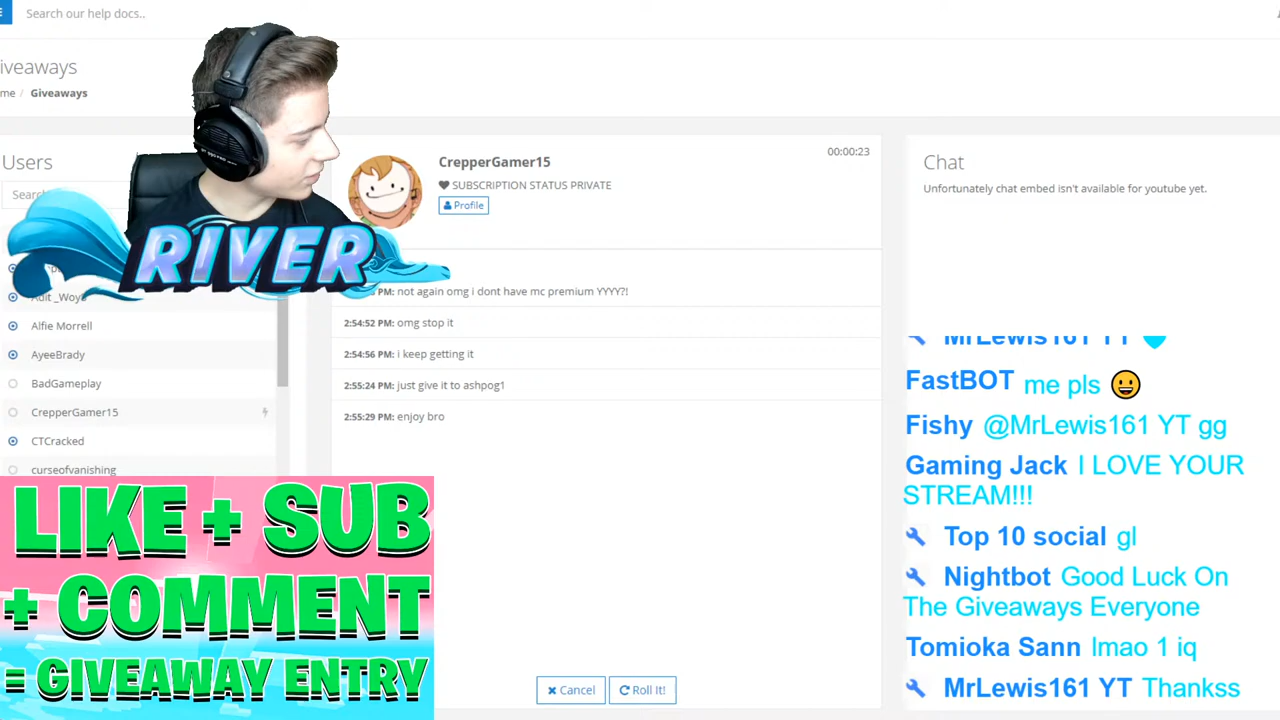 Search our help docs..
iveaways
me / Giveaways
Users
Sear
Adit_Woya
Alfie Morrell
AyeeBrady
BadGameplay
CrepperGamer15
CTCracked
curseofvanishing
RIVER
CrepperGamer15
SUBSCRIPTION STATUS PRIVATE
Profile
00:00:23
PM: not again omg i dont have mc premium YYYY?!
2:54:52 PM: omg stop it
2:54:56 PM: i keep getting it
2:55:24 PM: just give it to ashpog1
2:55:29 PM: enjoy bro
Cancel
Roll It!
LIKE + SUB
+ COMMENT
= GIVEAWAY ENTRY
Chat
Unfortunately chat embed isn't available for youtube yet.
MrLewis161 YT
FastBOT me pls
Fishy @MrLewis161 YT gg
Gaming Jack I LOVE YOUR
STREAM!!!
Top 10 social gl
Nightbot Good Luck On
The Giveaways Everyone
Tomioka Sann lmao 1 iq
MrLewis161 YT Thankss